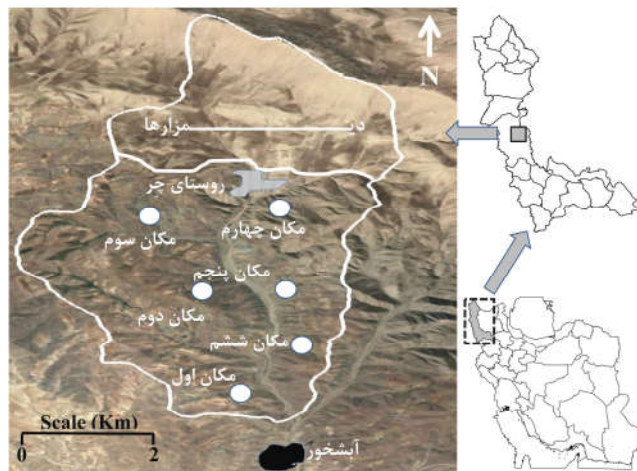 N
دیمزارها
روستای چر
مکان سوم
مکان چهارم
مکان پنجم
مکان دوم
مکان ششم
مکان اول
Scale (Km)
0 2
آبشخور